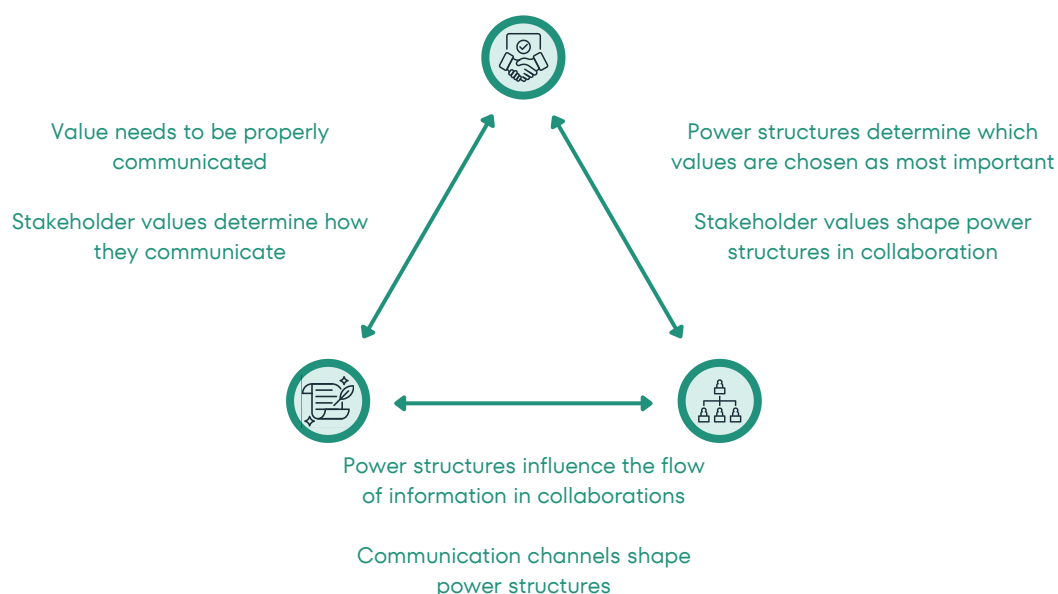 Value needs to be properly
communicated
Stakeholder values determine how
they communicate
Power structures determine which
values are chosen as most important
Stakeholder values shape power
structures in collaboration
Power structures influence the flow
of information in collaborations
Communication channels shape
power structures